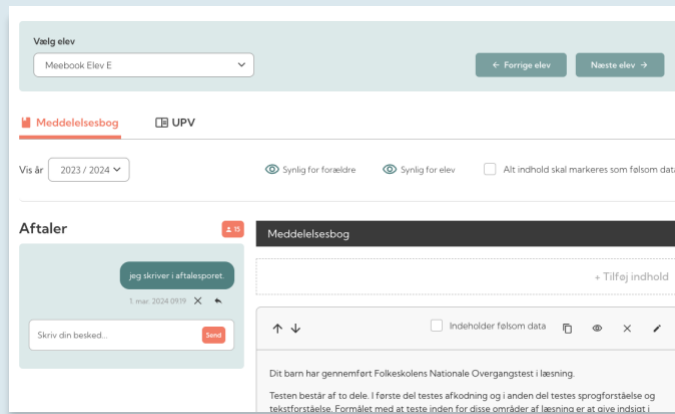 Vælg elev
Meebook Elev E
← Forrige elev
Næste elev →
Meddelelsesbog
UPV
Vis år
2023 / 2024
Synlig for forældre
Synlig for elev
Alt indhold skal markeres som følsom data
Aftaler
15
jeg skriver i aftalesporet.
1. mar. 2024 09:19
Skriv din besked...
Send
Meddelelsesbog
+ Tilføj indhold
Indeholder følsom data
Dit barn har gennemført Folkeskolens Nationale Overgangstest i læsning.
Testen består af to dele. I første del testes afkodning og i anden del testes sprogforståelse og
tekstforståelse. Formålet med at teste inden for disse områder af læsning er at give indsigt i